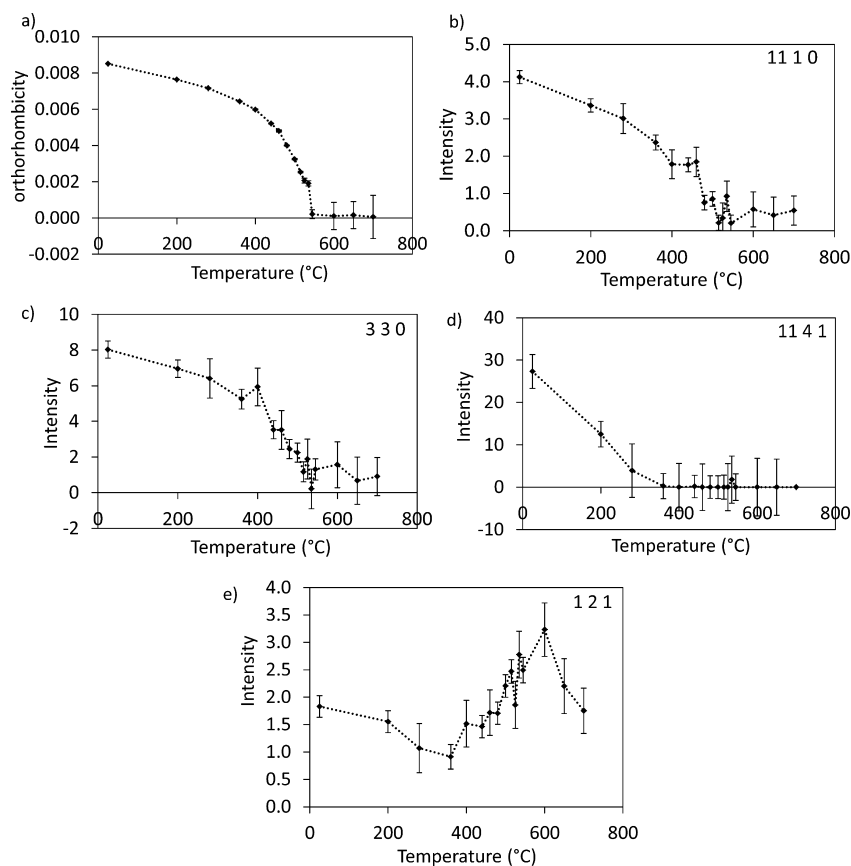 a)
0.010
0.008
0.006
0.004
0.002
0.000
-0.002
orthorhombicity
0 200 400 600 800
Temperature (°C)
b)
11 1 0
5.0
4.0
3.0
2.0
1.0
0.0
Intensity
0 200 400 600 800
Temperature (°C)
c)
3 3 0
10
8
6
4
2
0
-2
Intensity
0 200 400 600 800
Temperature (°C)
d)
11 4 1
40
30
20
10
0
-10
Intensity
0 200 400 600 800
Temperature (°C)
e)
1 2 1
4.0
3.5
3.0
2.5
2.0
1.5
1.0
0.5
0.0
Intensity
0 200 400 600 800
Temperature (°C)